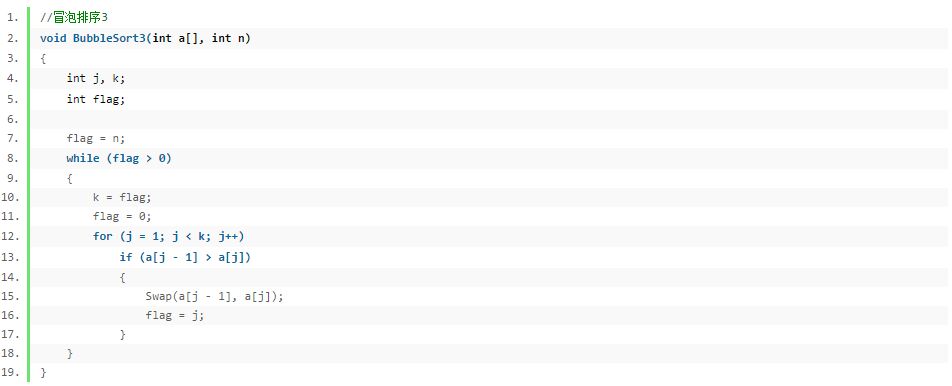 1. //冒泡排序3
2. void BubbleSort3(int a[], int n)
3. {
4.     int j, k;
5.     int flag;
6.
7.     flag = n;
8.     while (flag > 0)
9.     {
10.         k = flag;
11.         flag = 0;
12.         for (j = 1; j < k; j++)
13.             if (a[j - 1] > a[j])
14.             {
15.                 Swap(a[j - 1], a[j]);
16.                 flag = j;
17.             }
18.     }
19. }